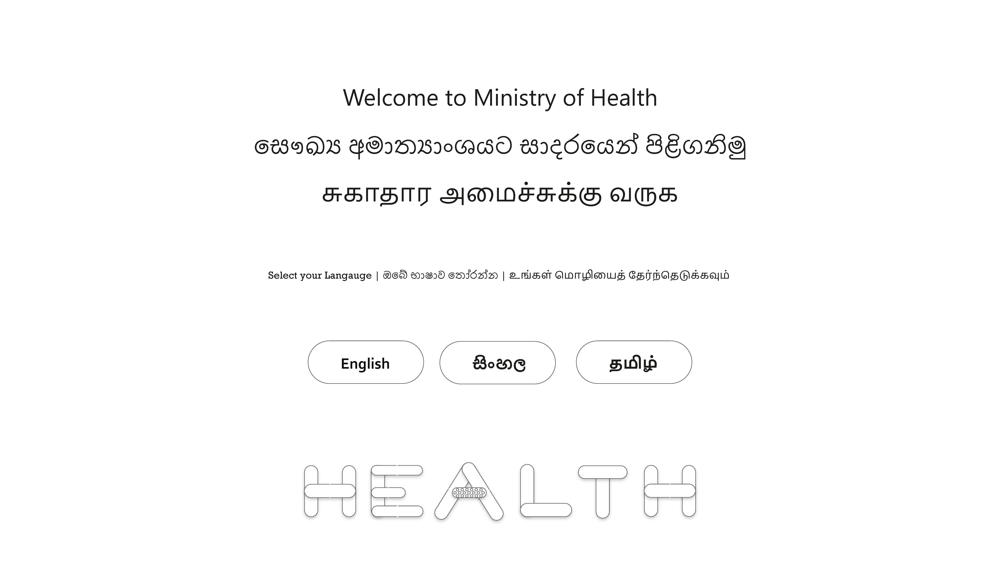 Welcome to Ministry of Health
සෞඛ්‍ය අමාත්‍යාංශයට සාදරයෙන් පිළිගනිමු
சுகாதார அமைச்சுக்கு வருக
Select your Langauge | ඔබේ භාෂාව තෝරන්න | உங்கள் மொழியைத் தேர்ந்தெடுக்கவும்
English සිංහල தமிழ்
HEALTH